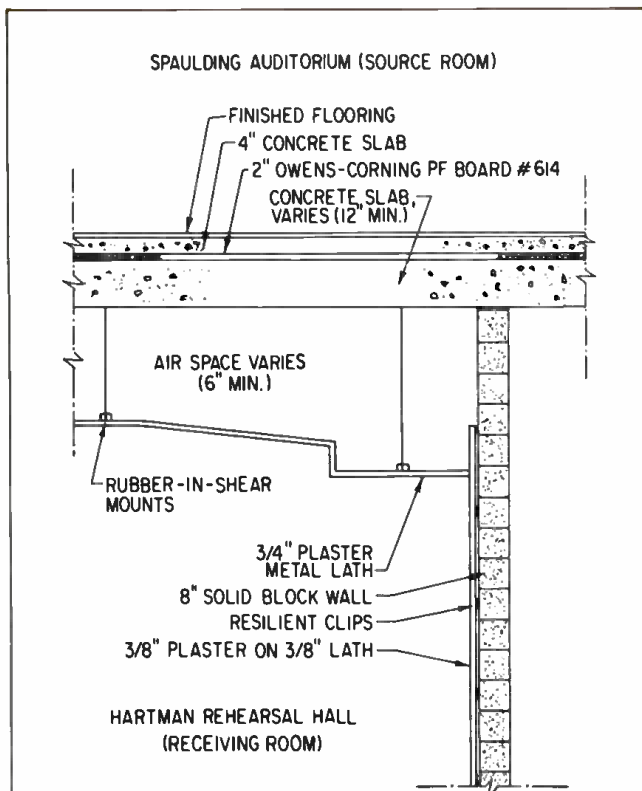 SPAULDING AUDITORIUM (SOURCE ROOM)
FINISHED FLOORING
4" CONCRETE SLAB
2" OWENS-CORNING PF BOARD #614
CONCRETE SLAB,
VARIES (12" MIN.)
AIR SPACE VARIES
(6" MIN.)
RUBBER-IN-SHEAR
MOUNTS
3/4" PLASTER
METAL LATH
8" SOLID BLOCK WALL
RESILIENT CLIPS
3/8" PLASTER ON 3/8" LATH
HARTMAN REHEARSAL HALL
(RECEIVING ROOM)